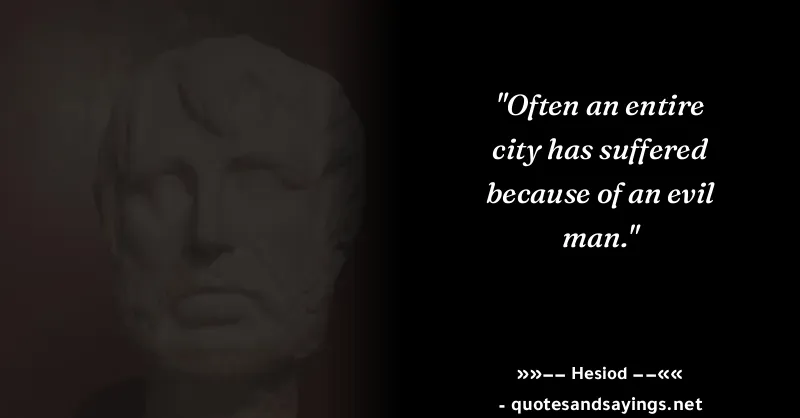 "Often an entire
city has suffered
because of an evil
man."
»»–– Hesiod ––««
- quotesandsayings.net